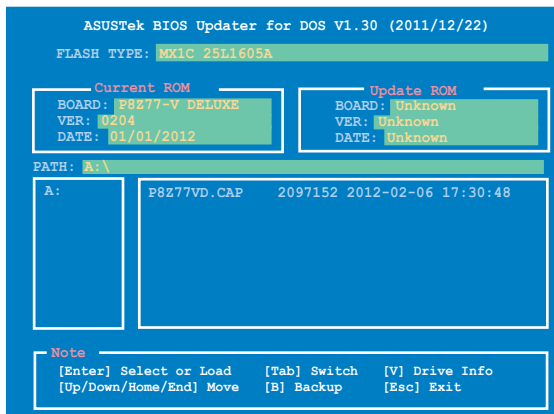 ASUSTek BIOS Updater for DOS V1.30 (2011/12/22)
FLASH TYPE: MX1C 25L1605A
Current ROM
BOARD: P8Z77-V DELUXE
VER: 0204
DATE: 01/01/2012
Update ROM
BOARD: Unknown
VER: Unknown
DATE: Unknown
PATH: A:\
A:
P8Z77VD.CAP 2097152 2012-02-06 17:30:48
Note
[Enter] Select or Load [Tab] Switch [V] Drive Info
[Up/Down/Home/End] Move [B] Backup [Esc] Exit